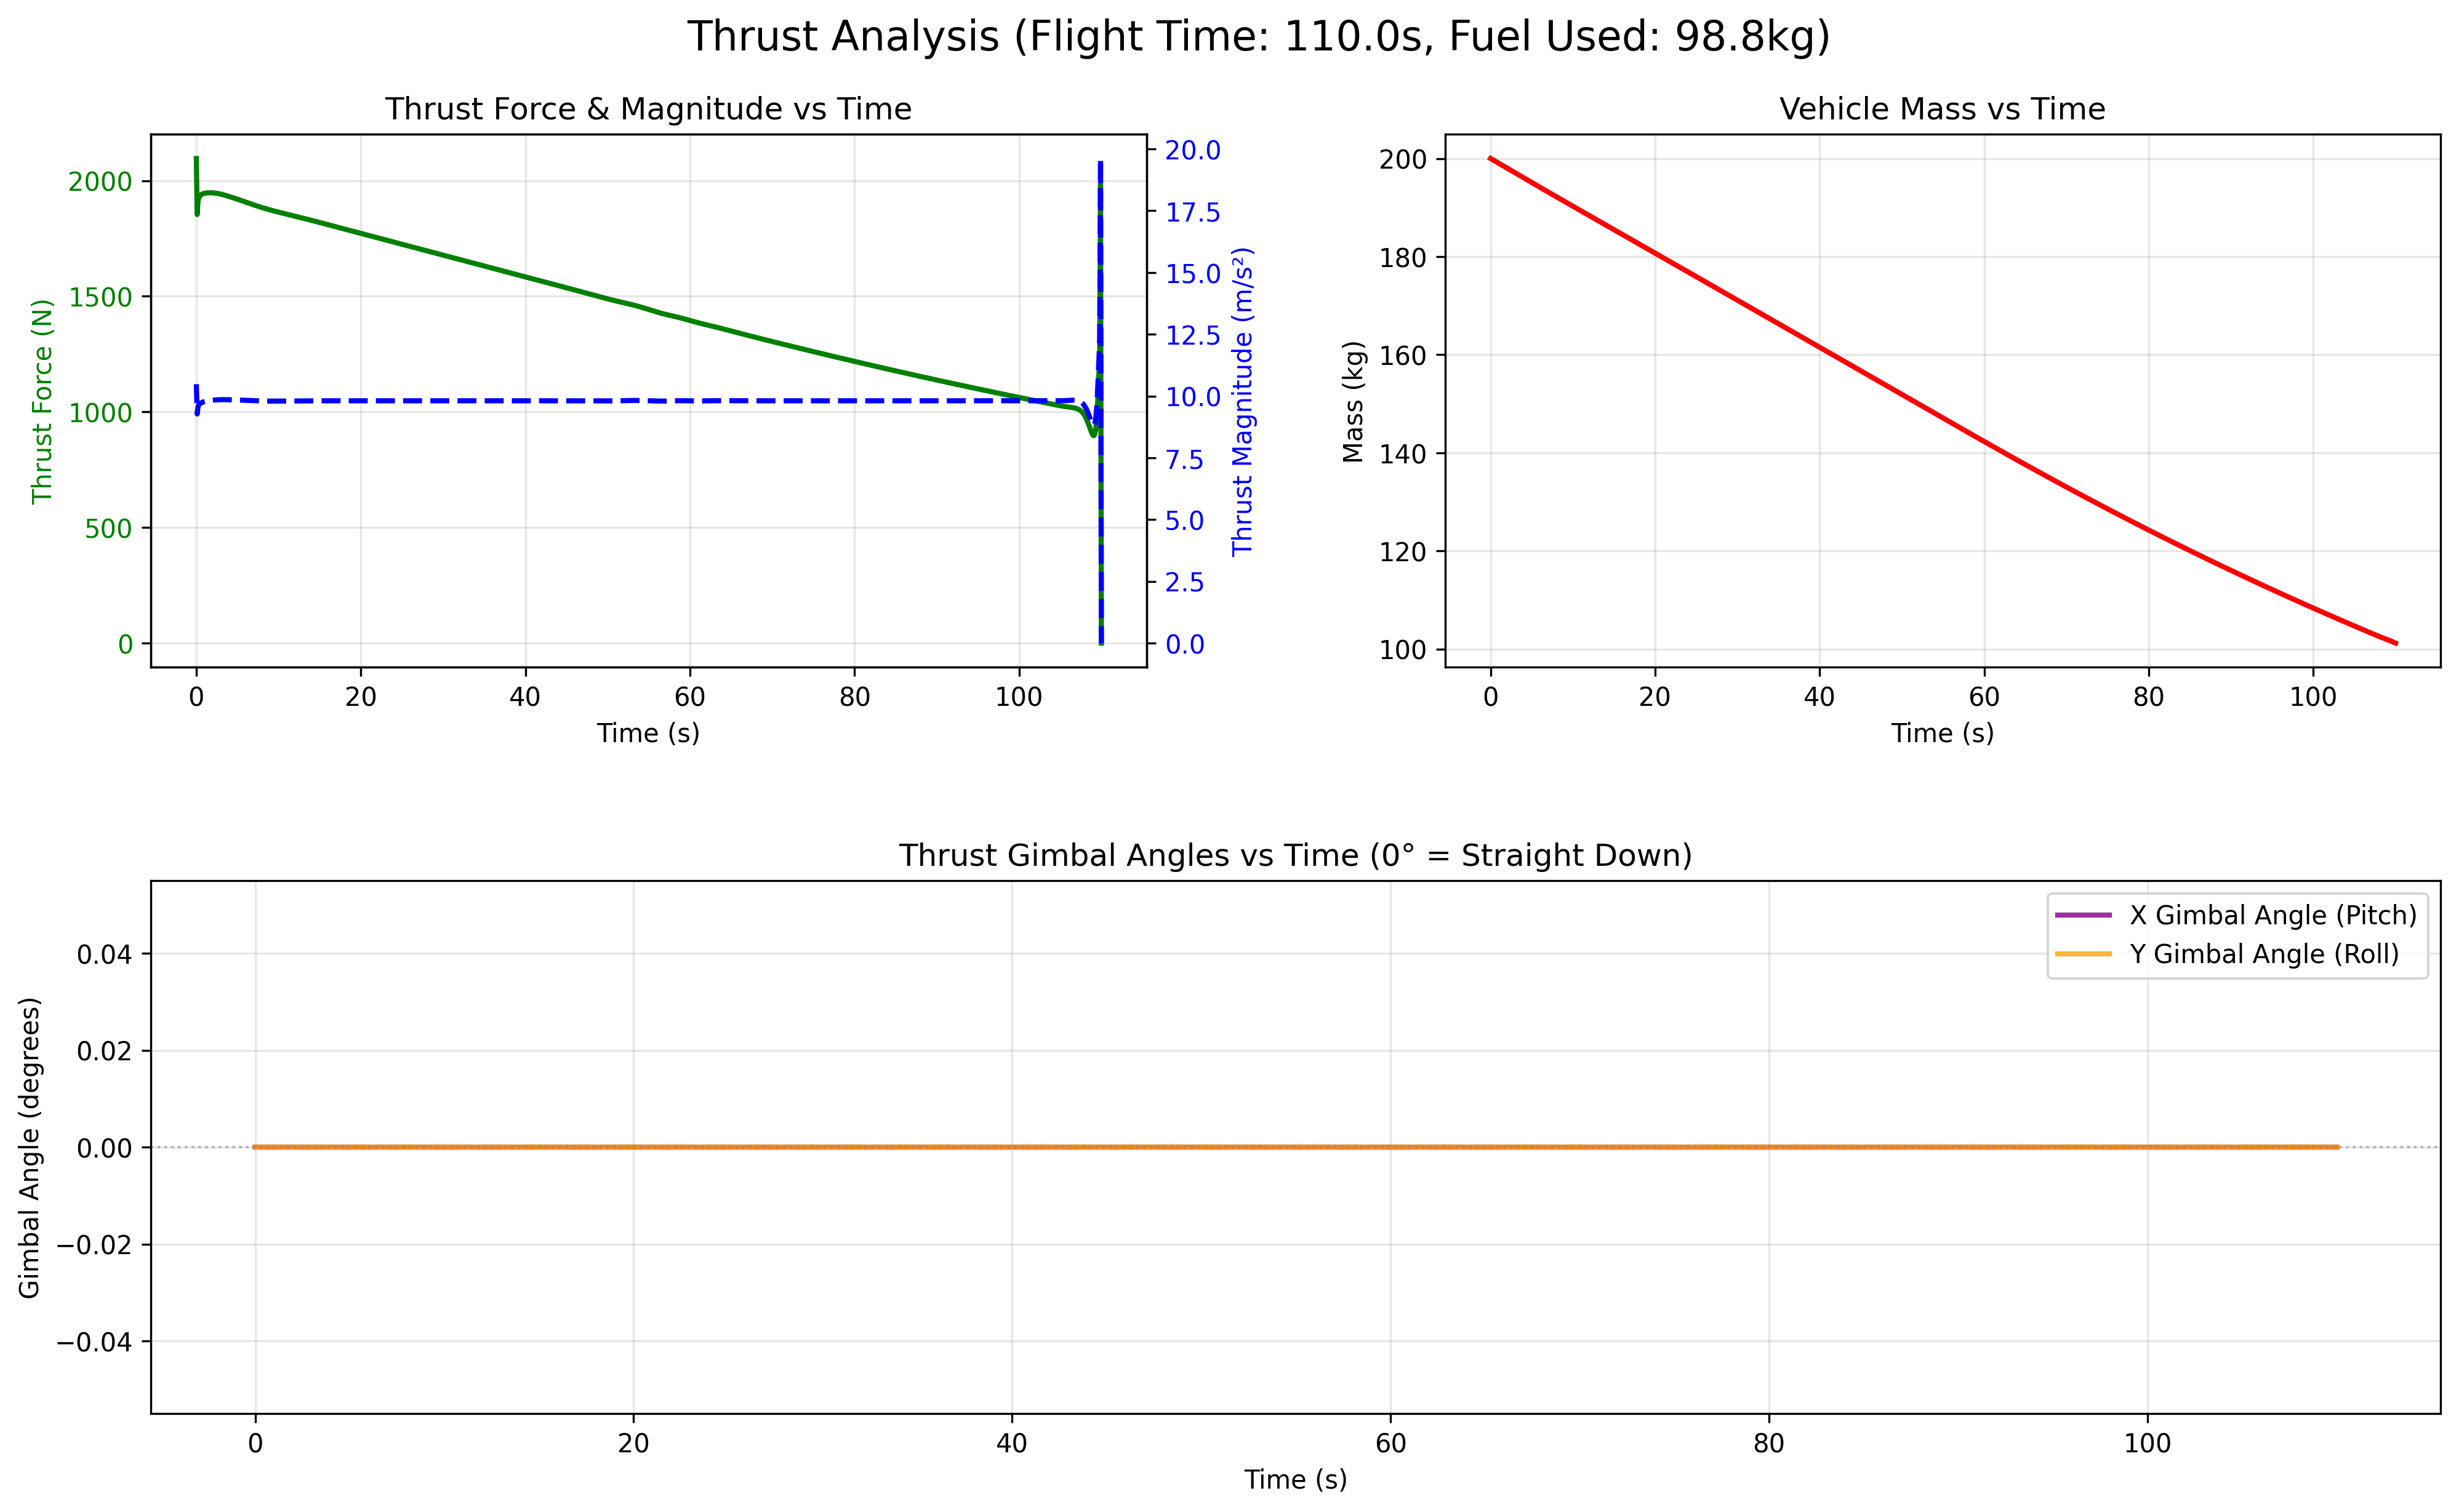 Thrust Analysis (Flight Time: 110.0s, Fuel Used: 98.8kg)
Thrust Force & Magnitude vs Time
Thrust Force (N)
2000
1500
1000
500
0
20.0
17.5
15.0
12.5
10.0
7.5
5.0
2.5
0.0
Thrust Magnitude (m/s²)
0 20 40 60 80 100
Time (s)
Vehicle Mass vs Time
Mass (kg)
200
180
160
140
120
100
0 20 40 60 80 100
Time (s)
Thrust Gimbal Angles vs Time (0° = Straight Down)
Gimbal Angle (degrees)
0.04
0.02
0.00
−0.02
−0.04
X Gimbal Angle (Pitch)
Y Gimbal Angle (Roll)
0 20 40 60 80 100
Time (s)